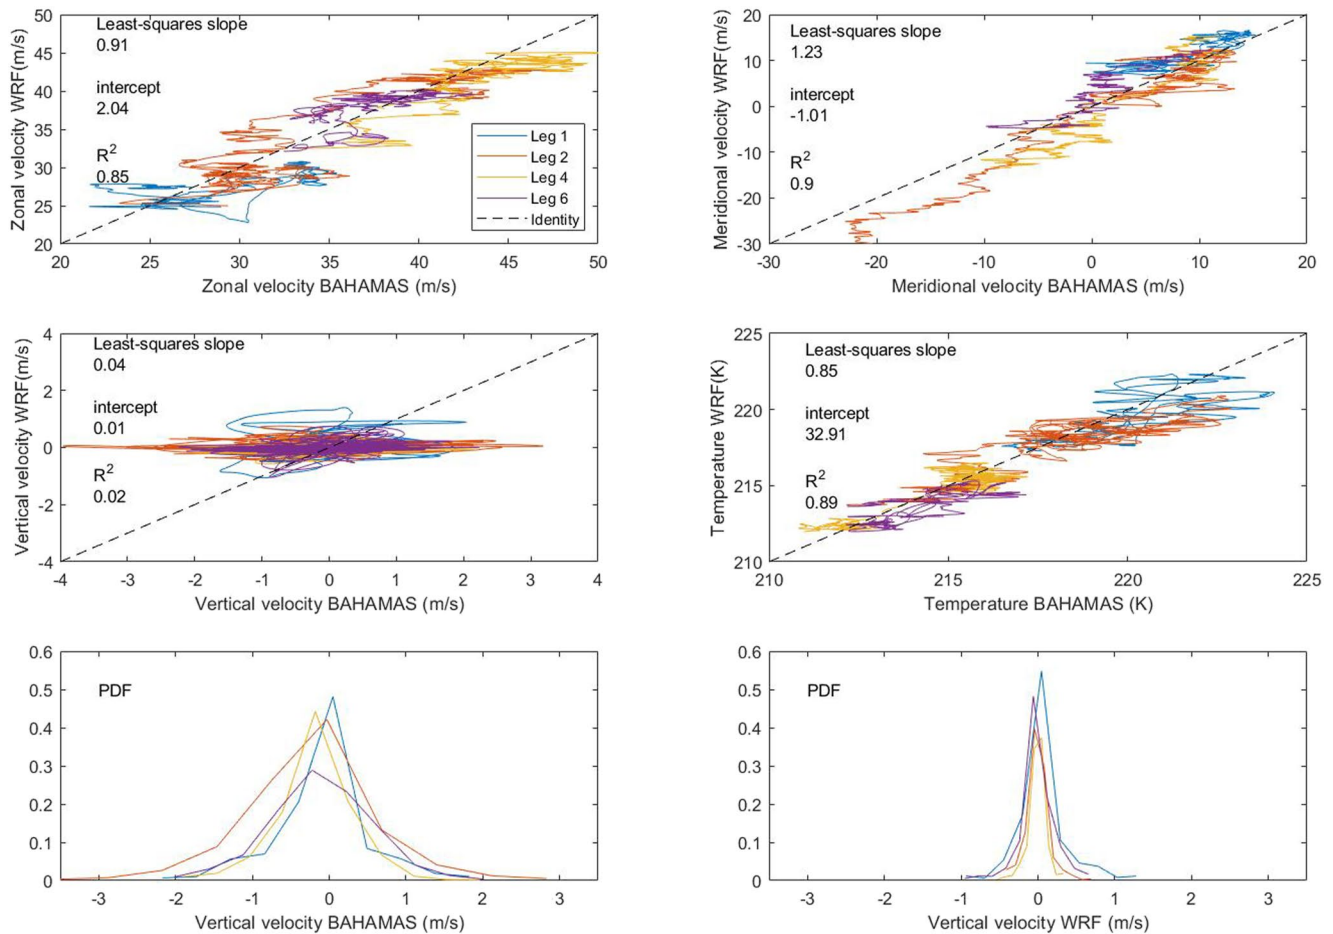 50
45
40
35
30
25
20
Zonal velocity WRF(m/s)
Least-squares slope
0.91
intercept
2.04
R2
0.85
Leg 1
Leg 2
Leg 4
Leg 6
Identity
20 25 30 35 40 45 50
Zonal velocity BAHAMAS (m/s)
20
10
0
-10
-20
-30
Meridional velocity WRF(m/s)
Least-squares slope
1.23
intercept
-1.01
R2
0.9
-30 -20 -10 0 10 20
Meridional velocity BAHAMAS (m/s)
4
2
0
-2
-4
Vertical velocity WRF(m/s)
Least-squares slope
0.04
intercept
0.01
R2
0.02
-4 -3 -2 -1 0 1 2 3 4
Vertical velocity BAHAMAS (m/s)
225
220
215
210
Temperature WRF(K)
Least-squares slope
0.85
intercept
32.91
R2
0.89
210 215 220 225
Temperature BAHAMAS (K)
0.6
0.5
0.4
0.3
0.2
0.1
0
PDF
-3 -2 -1 0 1 2 3
Vertical velocity BAHAMAS (m/s)
0.6
0.5
0.4
0.3
0.2
0.1
0
PDF
-3 -2 -1 0 1 2 3
Vertical velocity WRF (m/s)